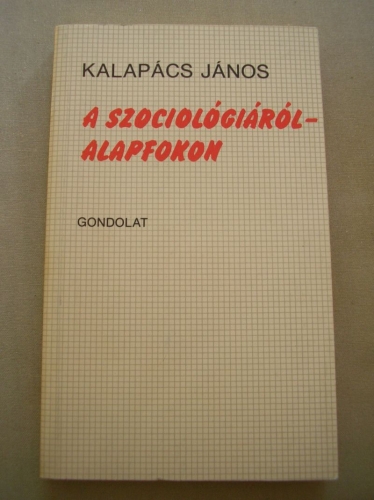 KALAPÁCS JÁNOS
A SZOCIOLÓGIÁRÓL–
ALAPFOKON
GONDOLAT